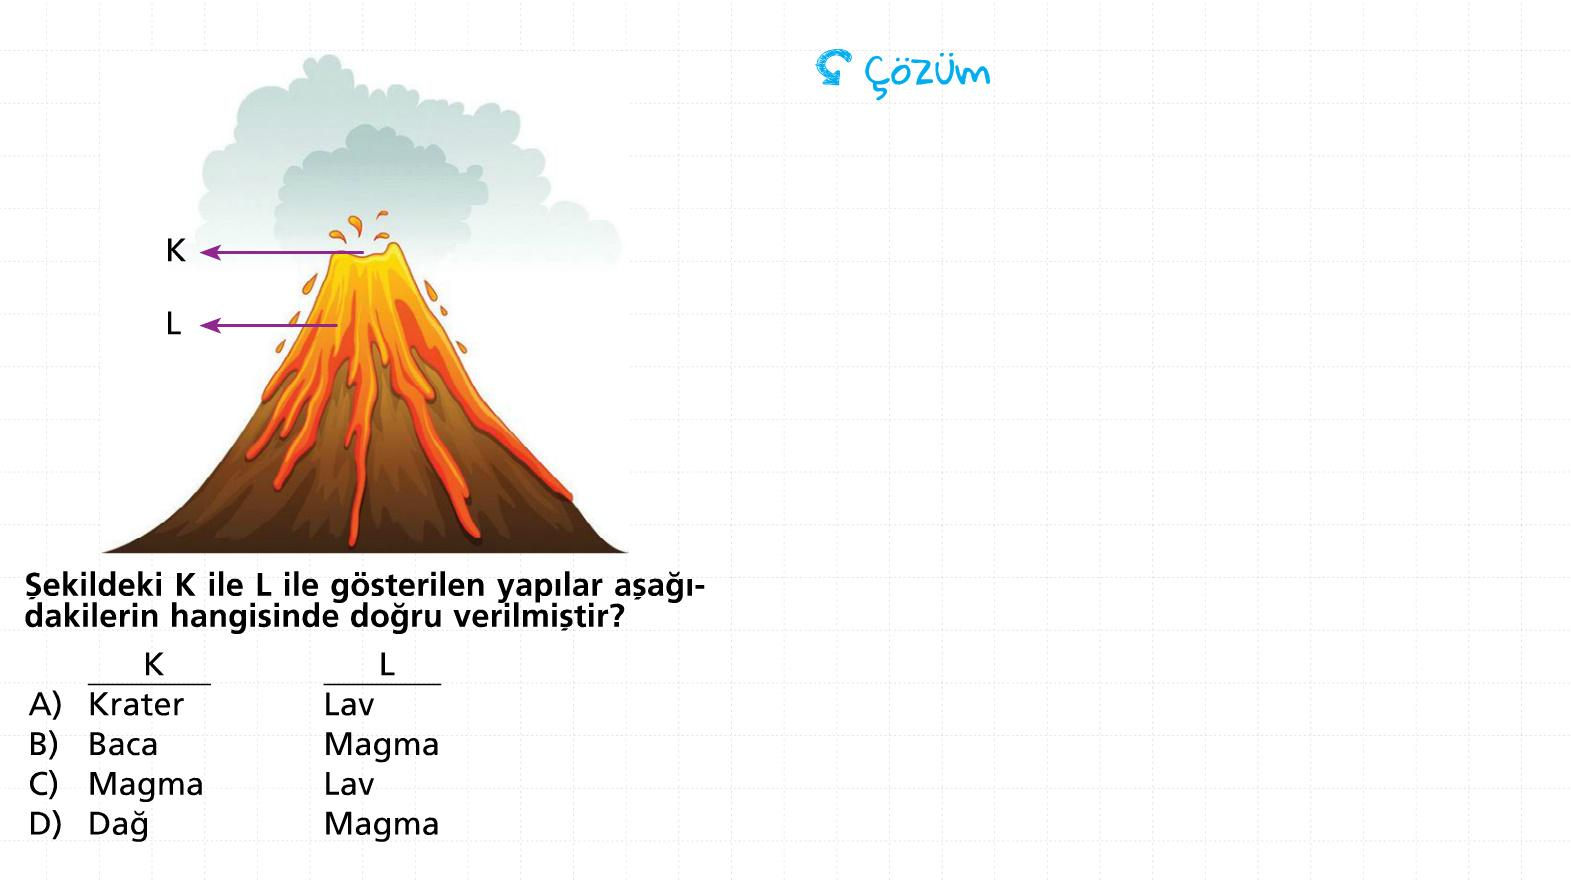 Çözüm
K
L
Şekildeki K ile L ile gösterilen yapılar aşağı-
dakilerin hangisinde doğru verilmiştir?
K L
A) Krater Lav
B) Baca Magma
C) Magma Lav
D) Dağ Magma